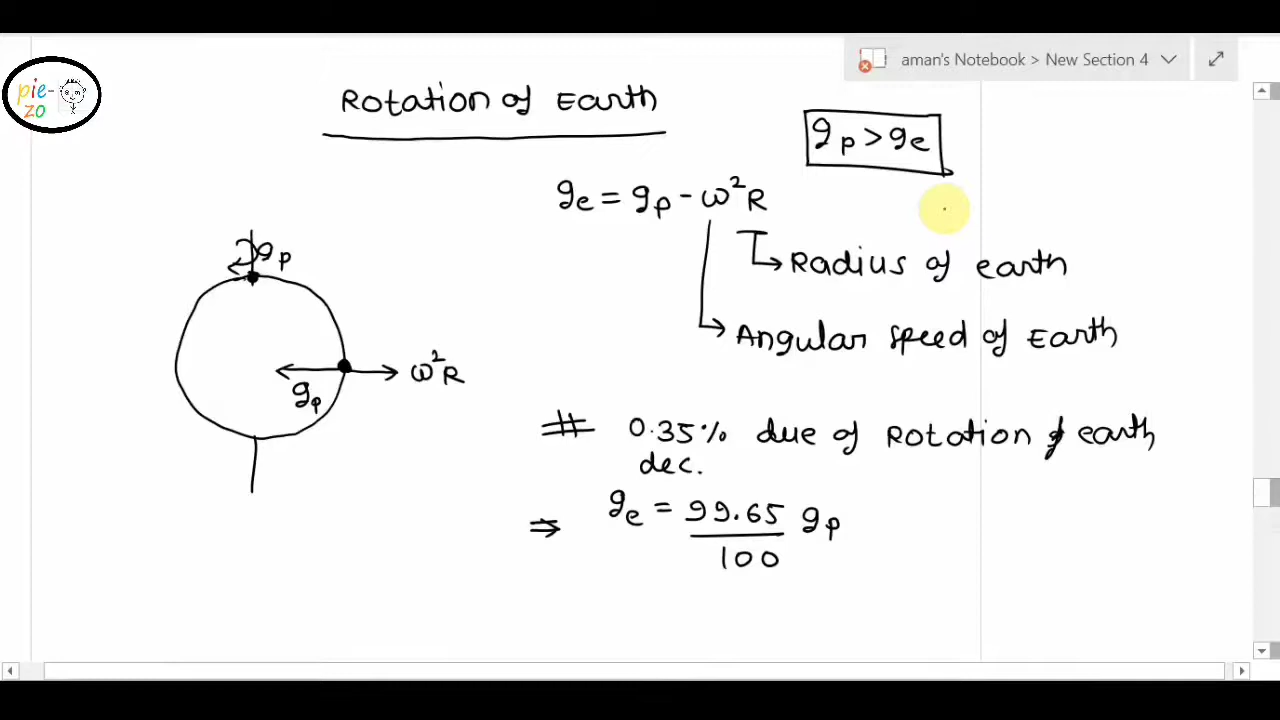 pie-
zo
aman's Notebook > New Section 4
Rotation of Earth
gp > ge
ge = gp - ω²R
Radius of earth
Angular speed of Earth
gp
gp
ω²R
# 0.35% due of Rotation of earth
dec.
⇒ ge = 99.65 gp
100